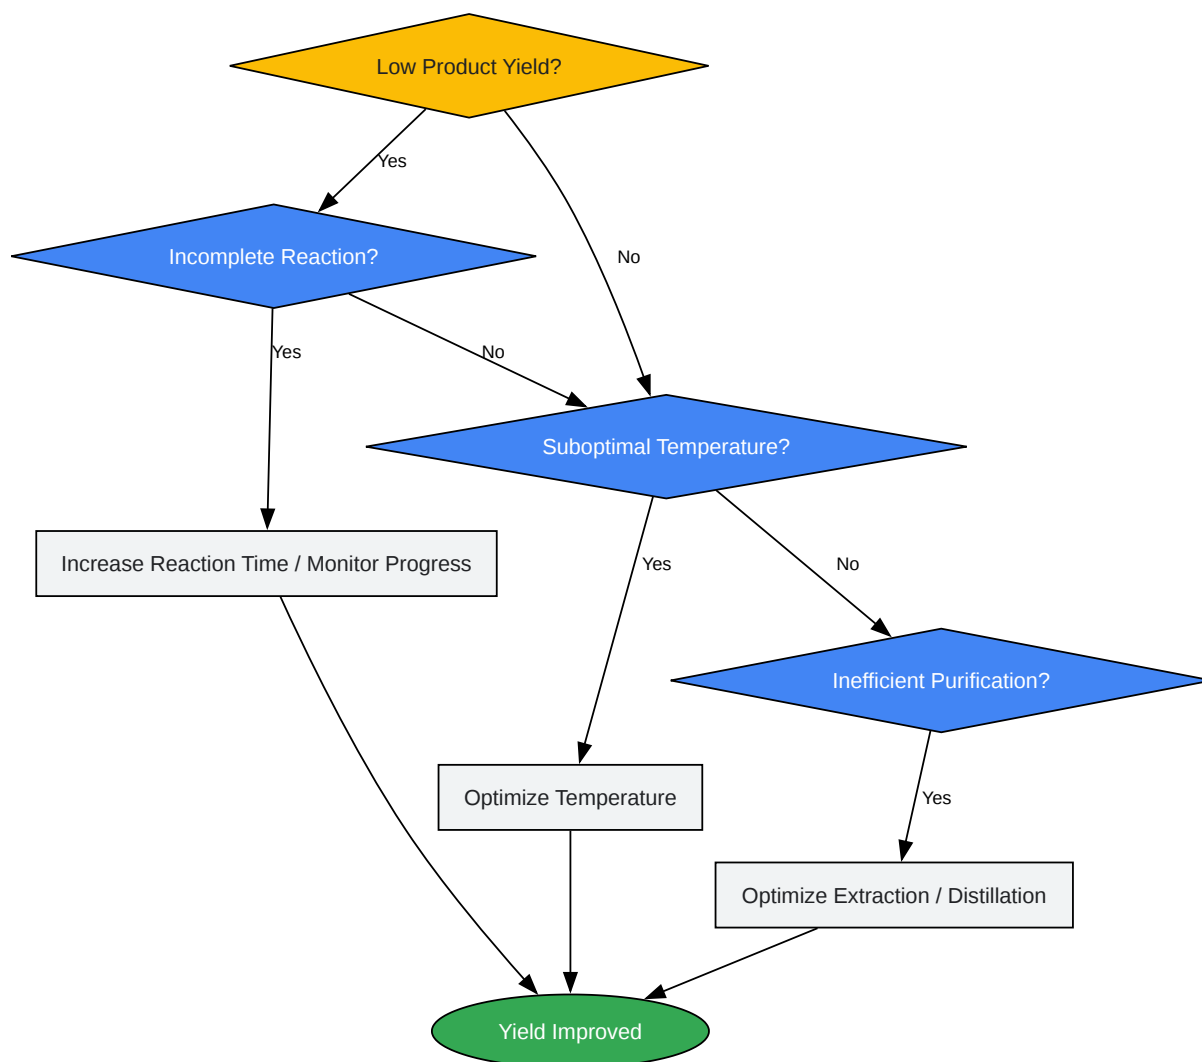 Low Product Yield?
Yes
Incomplete Reaction?
No
Yes
No
Suboptimal Temperature?
Increase Reaction Time / Monitor Progress
Yes
No
Inefficient Purification?
Optimize Temperature
Yes
Optimize Extraction / Distillation
Yield Improved